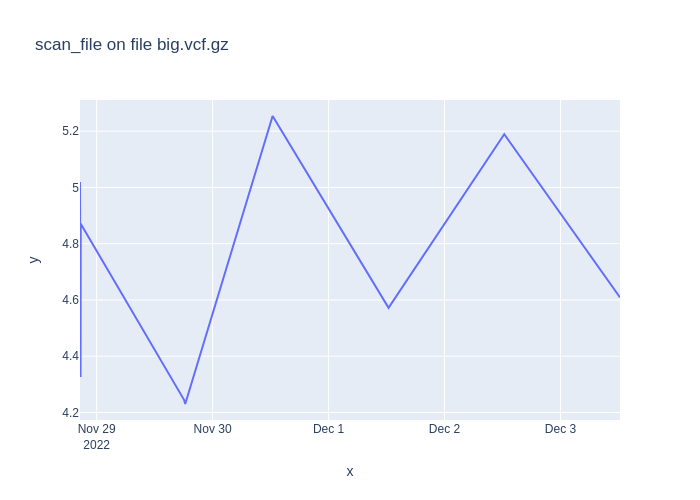 scan_file on file big.vcf.gz
5.2
5
4.8
4.6
4.4
4.2
y
Nov 29
2022
Nov 30
Dec 1
Dec 2
Dec 3
x